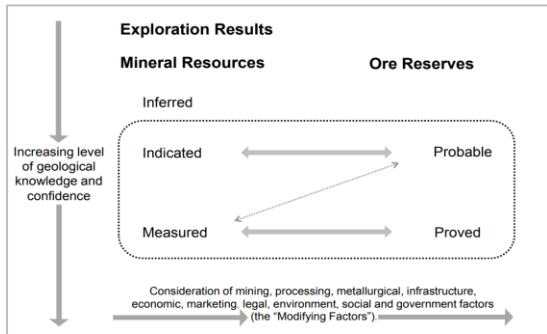 Exploration Results
Mineral Resources
Ore Reserves
Inferred
Increasing level
of geological
knowledge and
confidence
Indicated
Probable
Measured
Proved
Consideration of mining, processing, metallurgical, infrastructure,
economic, marketing, legal, environment, social and government factors
(the “Modifying Factors”).